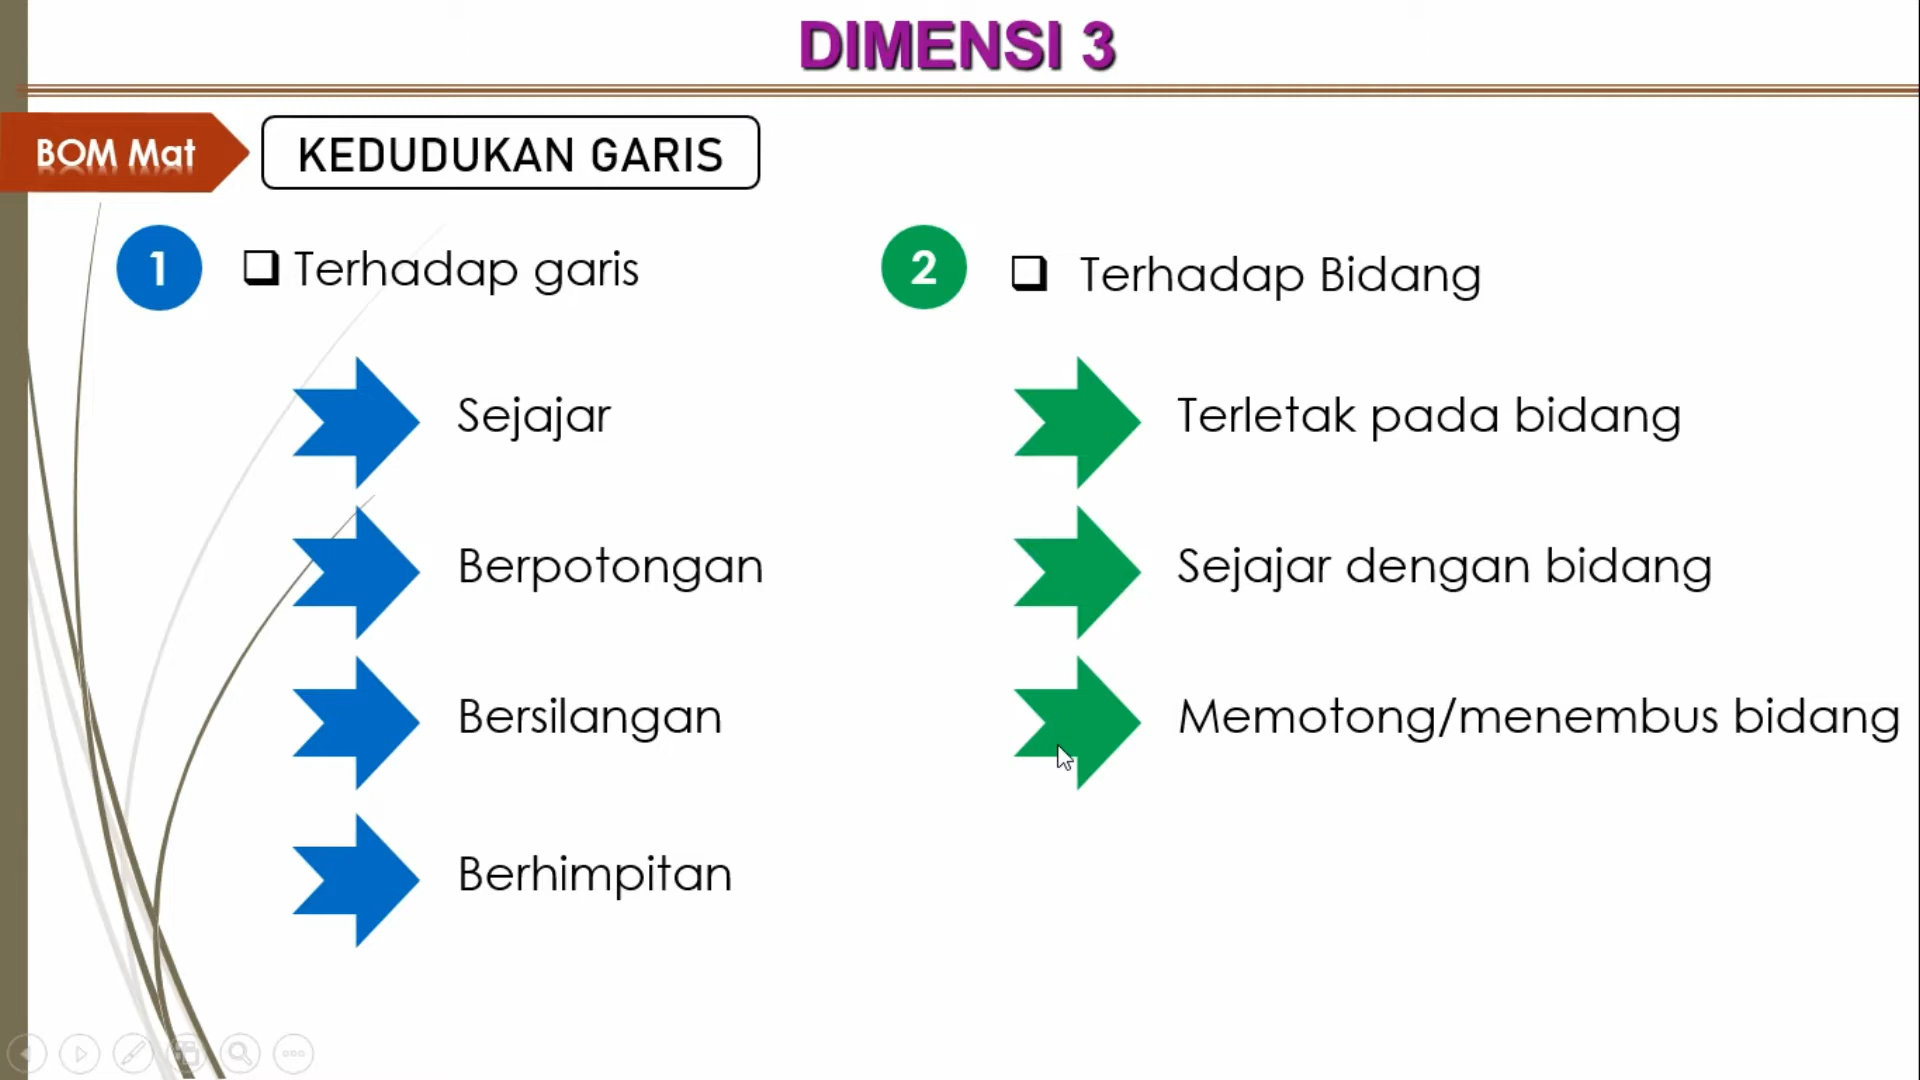 DIMENSI 3
BOM Mat
KEDUDUKAN GARIS
1
Terhadap garis
Sejajar
Berpotongan
Bersilangan
Berhimpitan
2
Terhadap Bidang
Terletak pada bidang
Sejajar dengan bidang
Memotong/menembus bidang